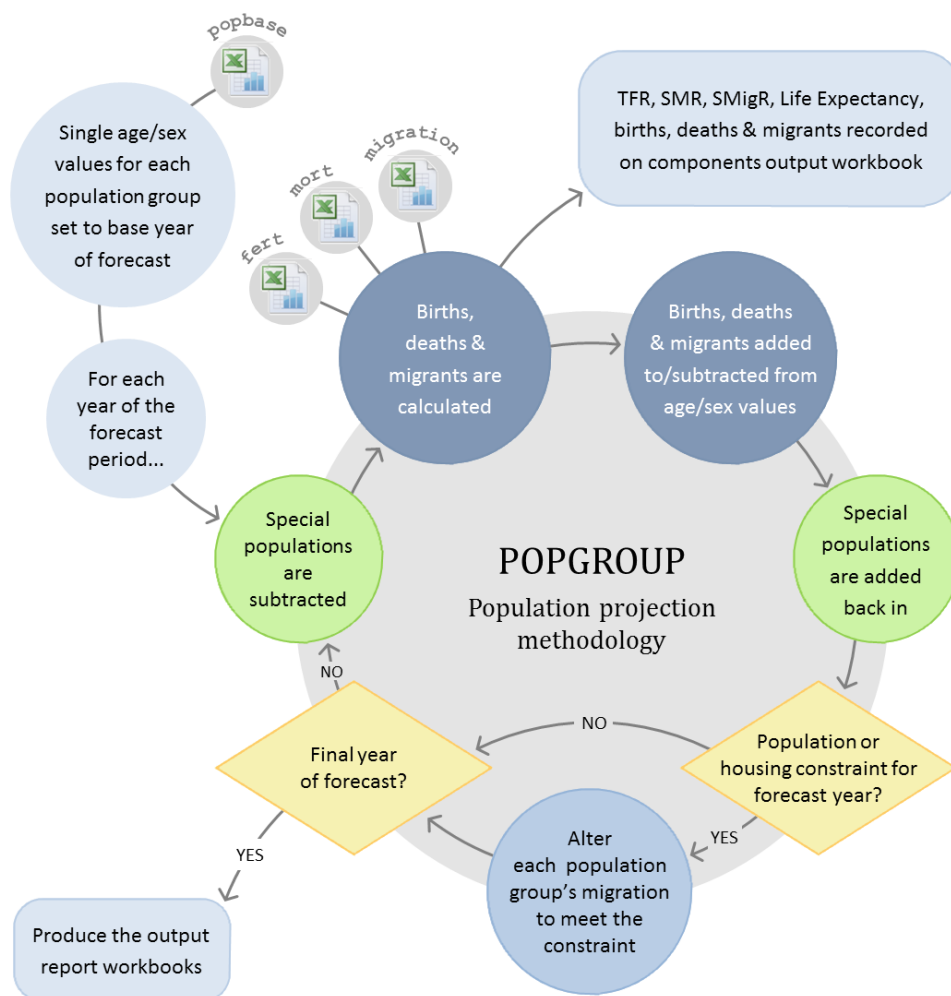 popbase
Single age/sex
values for each
population group
set to base year
of forecast
For each
year of the
forecast
period...
fert
mort
migration
TFR, SMR, SMigR, Life Expectancy,
births, deaths & migrants recorded
on components output workbook
Births,
deaths &
migrants are
calculated
Births, deaths
& migrants added
to/subtracted from
age/sex values
Special
populations
are
subtracted
POPGROUP
Population projection
methodology
Special
populations
are added
back in
NO
Final year
of forecast?
NO
Population or
housing constraint for
forecast year?
YES
YES
Alter
each population
group's migration
to meet the
constraint
Produce the output
report workbooks